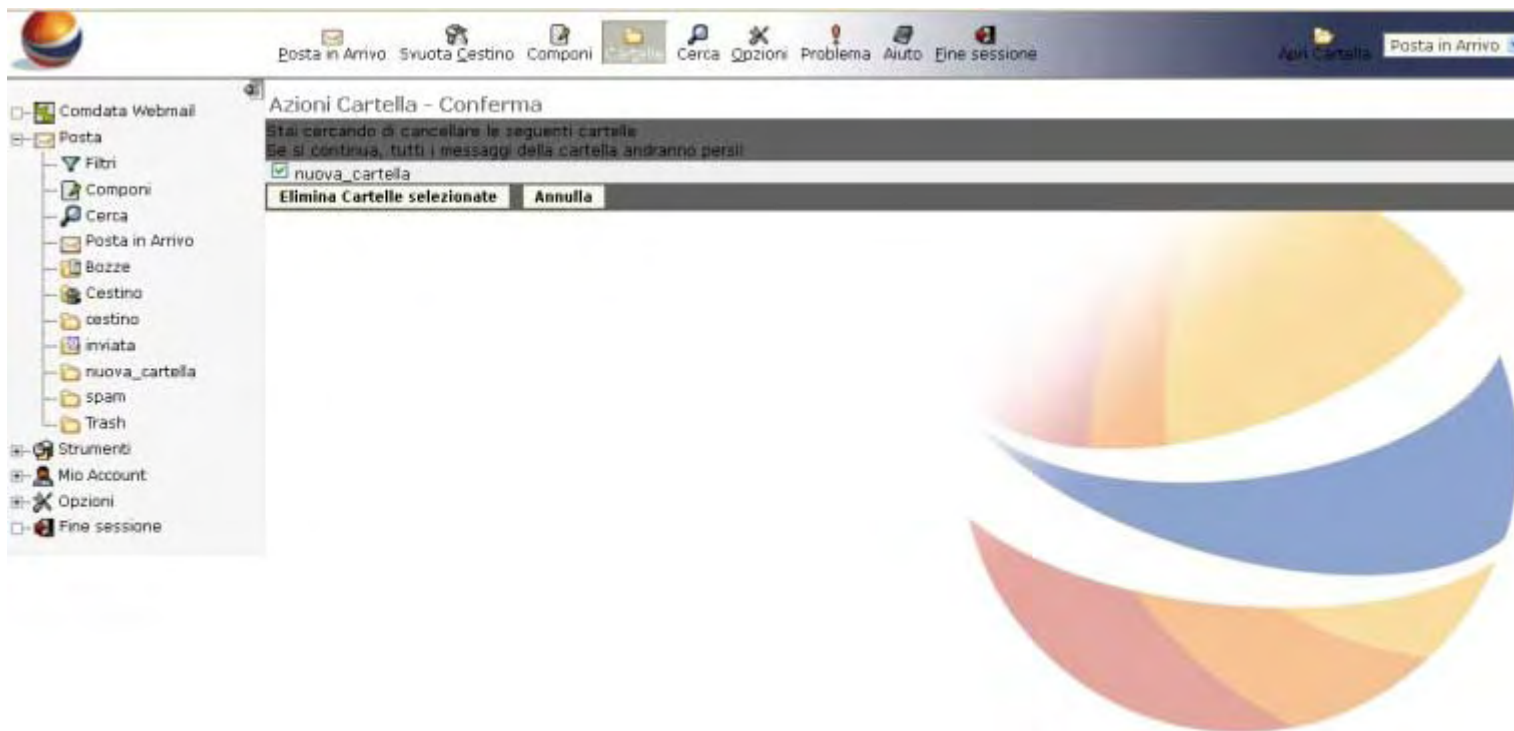 Posta in Arrivo Svuota Cestino Componi Cartelle Cerca Opzioni Problema Aiuto Fine sessione Apri Cartella Posta in Arrivo
Comdata Webmail
Posta
Filtri
Componi
Cerca
Posta in Arrivo
Bozze
Cestino
cestino
inviata
nuova_cartella
spam
Trash
Strumenti
Mio Account
Opzioni
Fine sessione
Azioni Cartella - Conferma
Stai cercando di cancellare le seguenti cartelle
Se si continua, tutti i messaggi della cartella andranno persi!
nuova_cartella
Elimina Cartelle selezionate Annulla